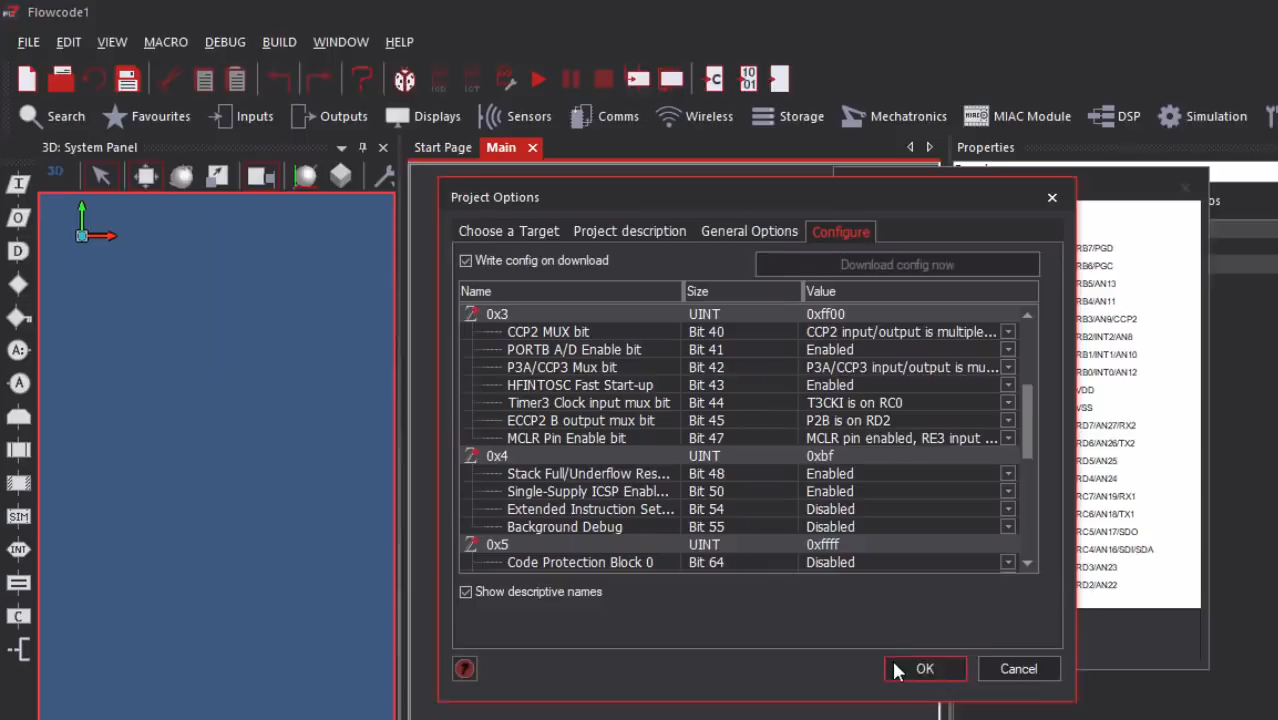 Flowcode1
FILE EDIT VIEW MACRO DEBUG BUILD WINDOW HELP
Search Favourites Inputs Outputs Displays Sensors Comms Wireless Storage Mechatronics MIAC Module DSP Simulation
3D: System Panel
Start Page Main
Properties
3D
Project Options
Choose a Target Project description General Options Configure
Write config on download
Download config now
Name Size Value
0x3 UINT 0xff00
CCP2 MUX bit Bit 40 CCP2 input/output is multiple...
PORTB A/D Enable bit Bit 41 Enabled
P3A/CCP3 Mux bit Bit 42 P3A/CCP3 input/output is mu...
HFINTOSC Fast Start-up Bit 43 Enabled
Timer3 Clock input mux bit Bit 44 T3CKI is on RC0
ECCP2 B output mux bit Bit 45 P2B is on RD2
MCLR Pin Enable bit Bit 47 MCLR pin enabled, RE3 input ...
0x4 UINT 0xbf
Stack Full/Underflow Res... Bit 48 Enabled
Single-Supply ICSP Enabl... Bit 50 Enabled
Extended Instruction Set... Bit 54 Disabled
Background Debug Bit 55 Disabled
0x5 UINT 0xffff
Code Protection Block 0 Bit 64 Disabled
Show descriptive names
OK Cancel
RB7/PGD
RB6/PGC
RB5/AN13
RB4/AN11
RB3/AN9/CCP2
RB2/INT2/AN8
RB1/INT1/AN10
RB0/INT0/AN12
VDD
VSS
RD7/AN27/RX2
RD6/AN26/TX2
RD5/AN25
RD4/AN24
RC7/AN19/RX1
RC6/AN18/TX1
RC5/AN17/SDO
RC4/AN16/SDI/SDA
RD3/AN23
RD2/AN22
I
O
D
A:
A
SIM
INT
C